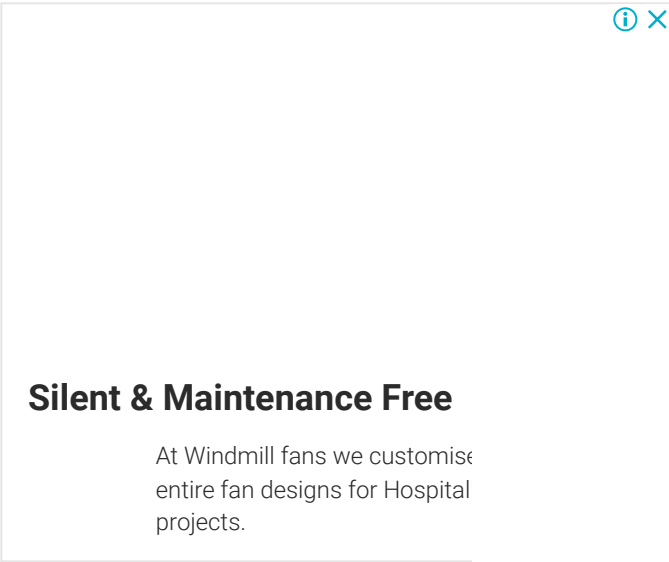 Silent & Maintenance Free
At Windmill fans we customise
entire fan designs for Hospital
projects.